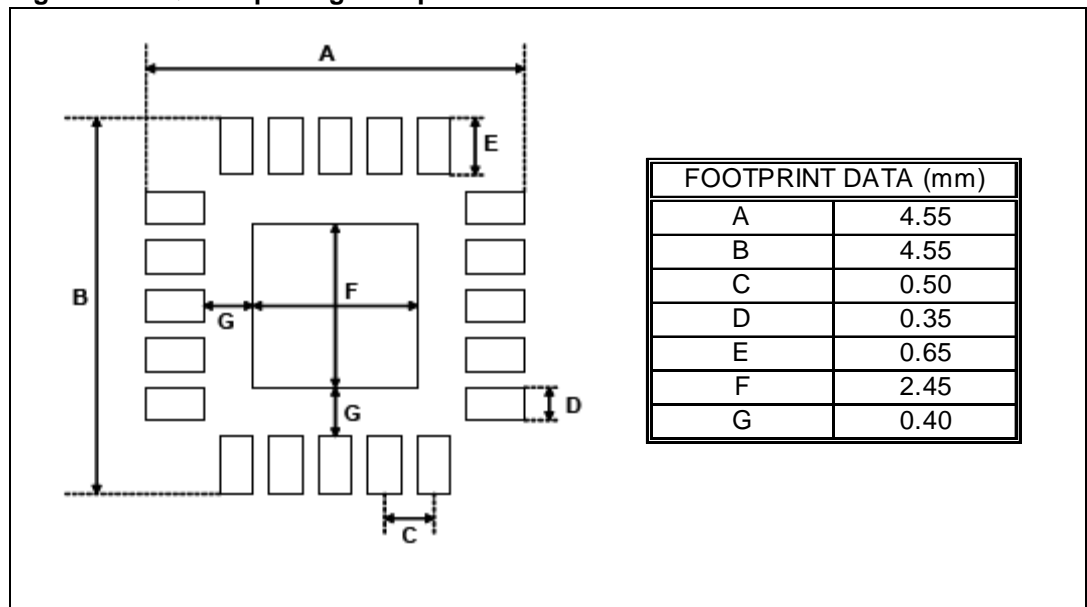 A
E
B
F
G
G
D
C
FOOTPRINT DATA (mm)
A 4.55
B 4.55
C 0.50
D 0.35
E 0.65
F 2.45
G 0.40